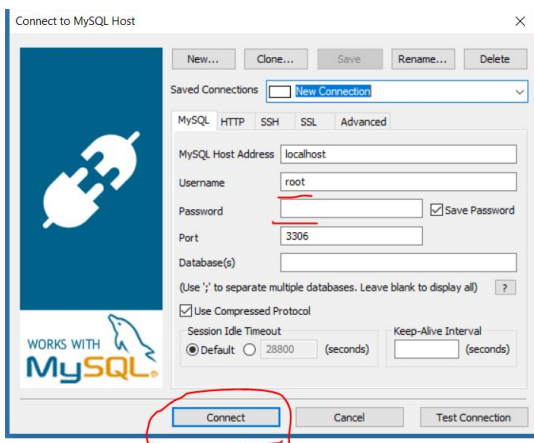 Connect to MySQL Host
New... Clone... Save Rename... Delete
Saved Connections New Connection
MySQL HTTP SSH SSL Advanced
MySQL Host Address localhost
Username root
Password Save Password
Port 3306
Database(s)
(Use ';' to separate multiple databases. Leave blank to display all) ?
Use Compressed Protocol
Session Idle Timeout Keep-Alive Interval
Default 28800 (seconds) (seconds)
WORKS WITH
MySQL®
Connect Cancel Test Connection